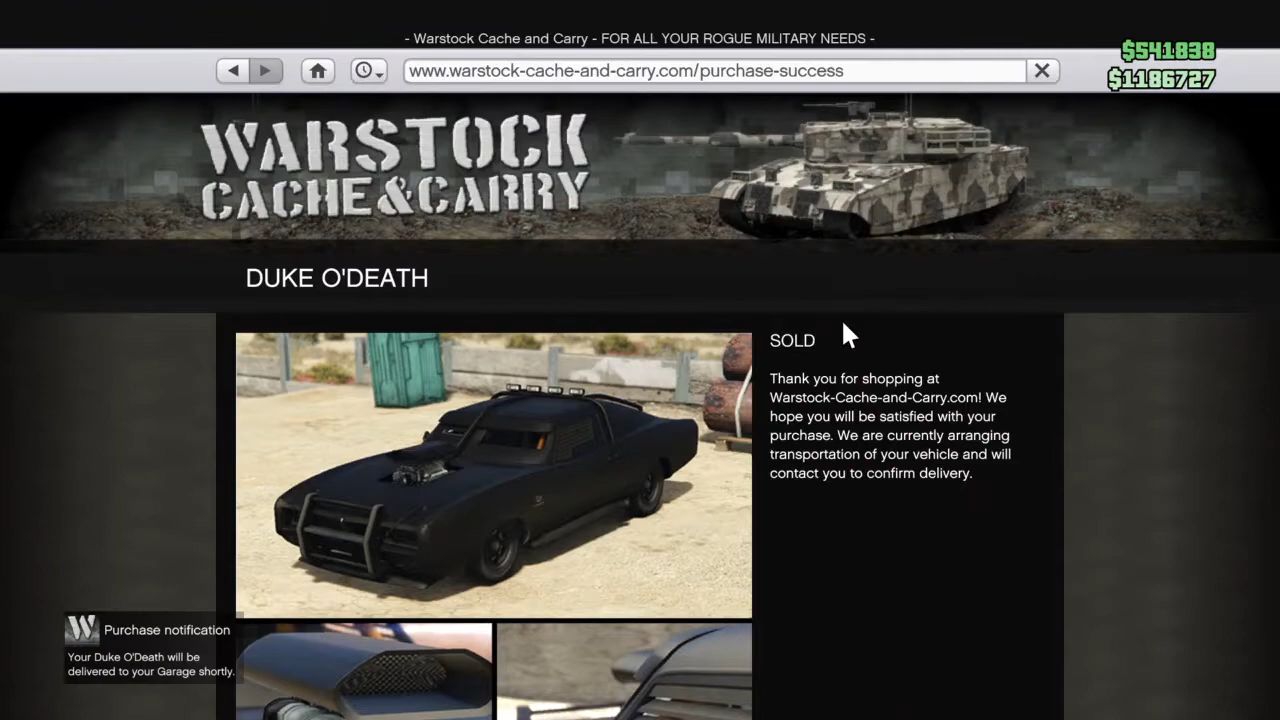 - Warstock Cache and Carry - FOR ALL YOUR ROGUE MILITARY NEEDS -
$541838
www.warstock-cache-and-carry.com/purchase-success
$1186727
WARSTOCK
CACHE&CARRY
DUKE O'DEATH
SOLD
Thank you for shopping at
Warstock-Cache-and-Carry.com! We
hope you will be satisfied with your
purchase. We are currently arranging
transportation of your vehicle and will
contact you to confirm delivery.
W
Purchase notification
Your Duke O'Death will be
delivered to your Garage shortly.